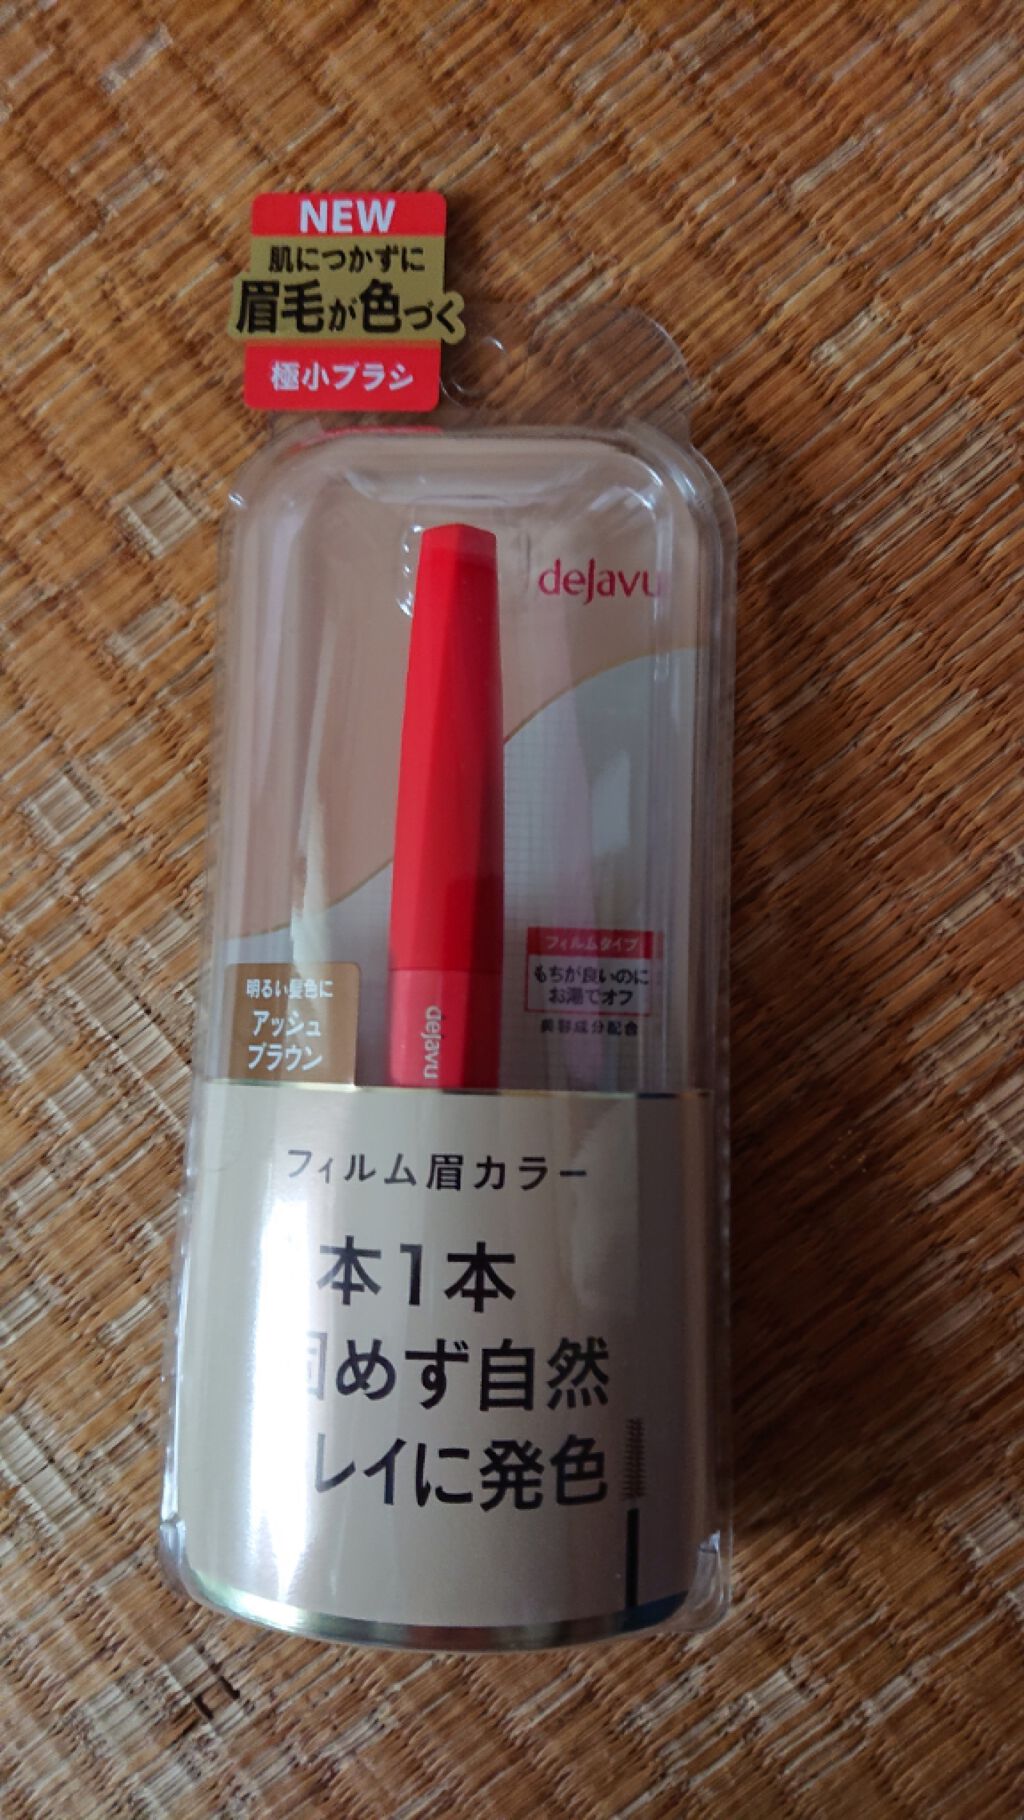 NEW
肌につかずに
眉毛が色づく
極小ブラシ
dejavu
フィルムタイプ
もちが良いのに
お湯でオフ
美容成分配合
明るい髪色に
アッシュ
ブラウン
dejavu
フィルム眉カラー
本1本
固めず自然
レイに発色